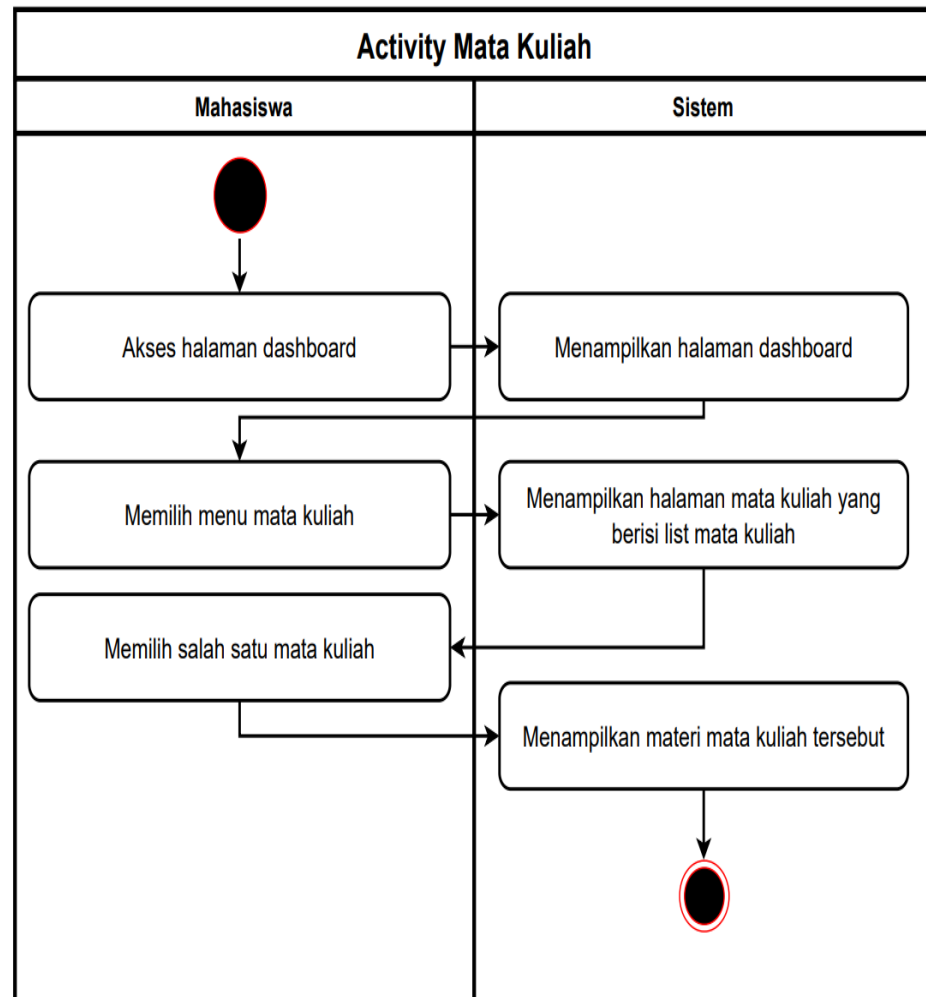 Activity Mata Kuliah
Mahasiswa
Sistem
Akses halaman dashboard
Menampilkan halaman dashboard
Memilih menu mata kuliah
Menampilkan halaman mata kuliah yang
berisi list mata kuliah
Memilih salah satu mata kuliah
Menampilkan materi mata kuliah tersebut